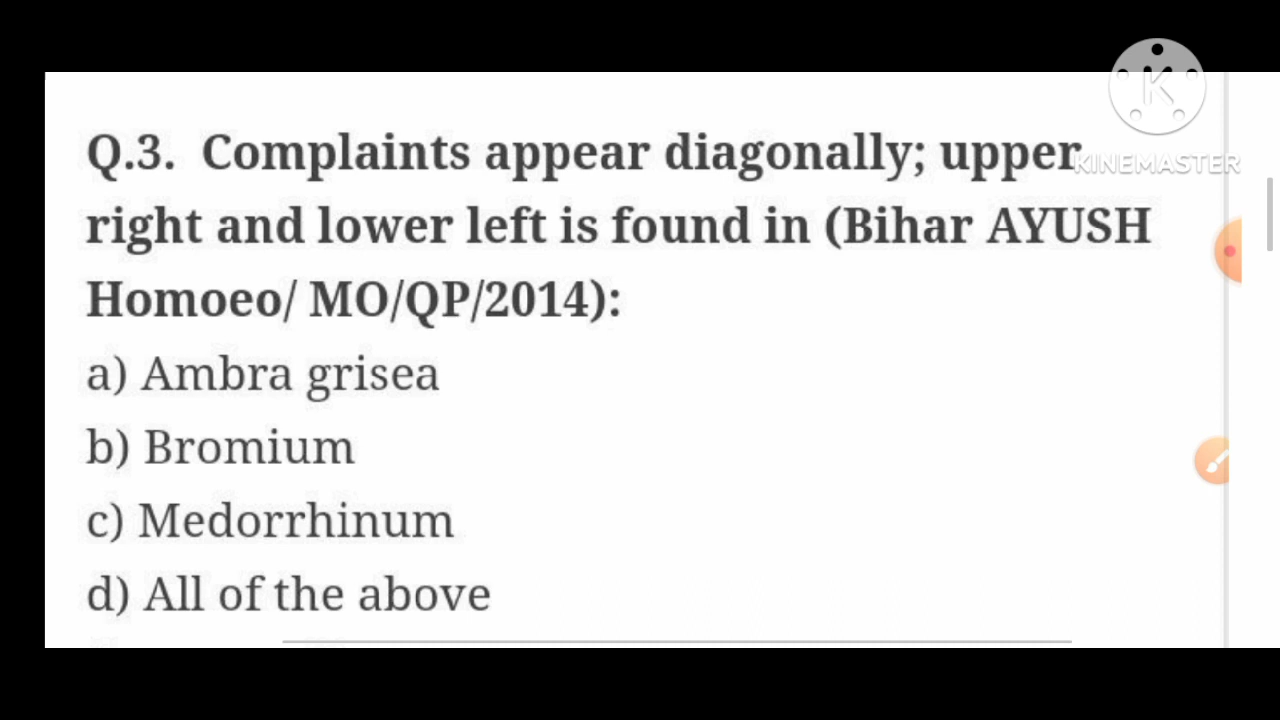 Q.3. Complaints appear diagonally; upper
KINEMASTER
right and lower left is found in (Bihar AYUSH
Homoeo/ MO/QP/2014):
a) Ambra grisea
b) Bromium
c) Medorrhinum
d) All of the above